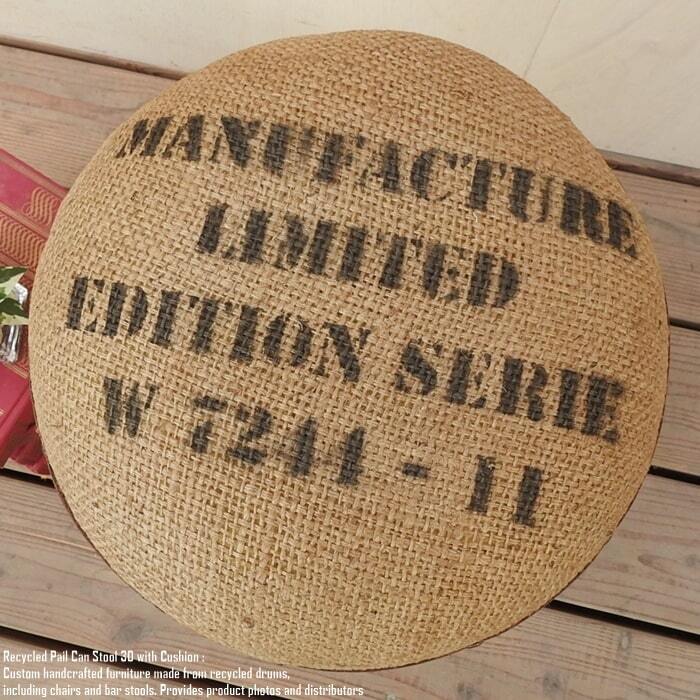 MANUFACTURE
LIMITED
EDITION SERIE
W 7244 - 11
Recycled Pail Can Stool 30 with Cushion :
Custom handcrafted furniture made from recycled drums,
including chairs and bar stools. Provides product photos and distributors